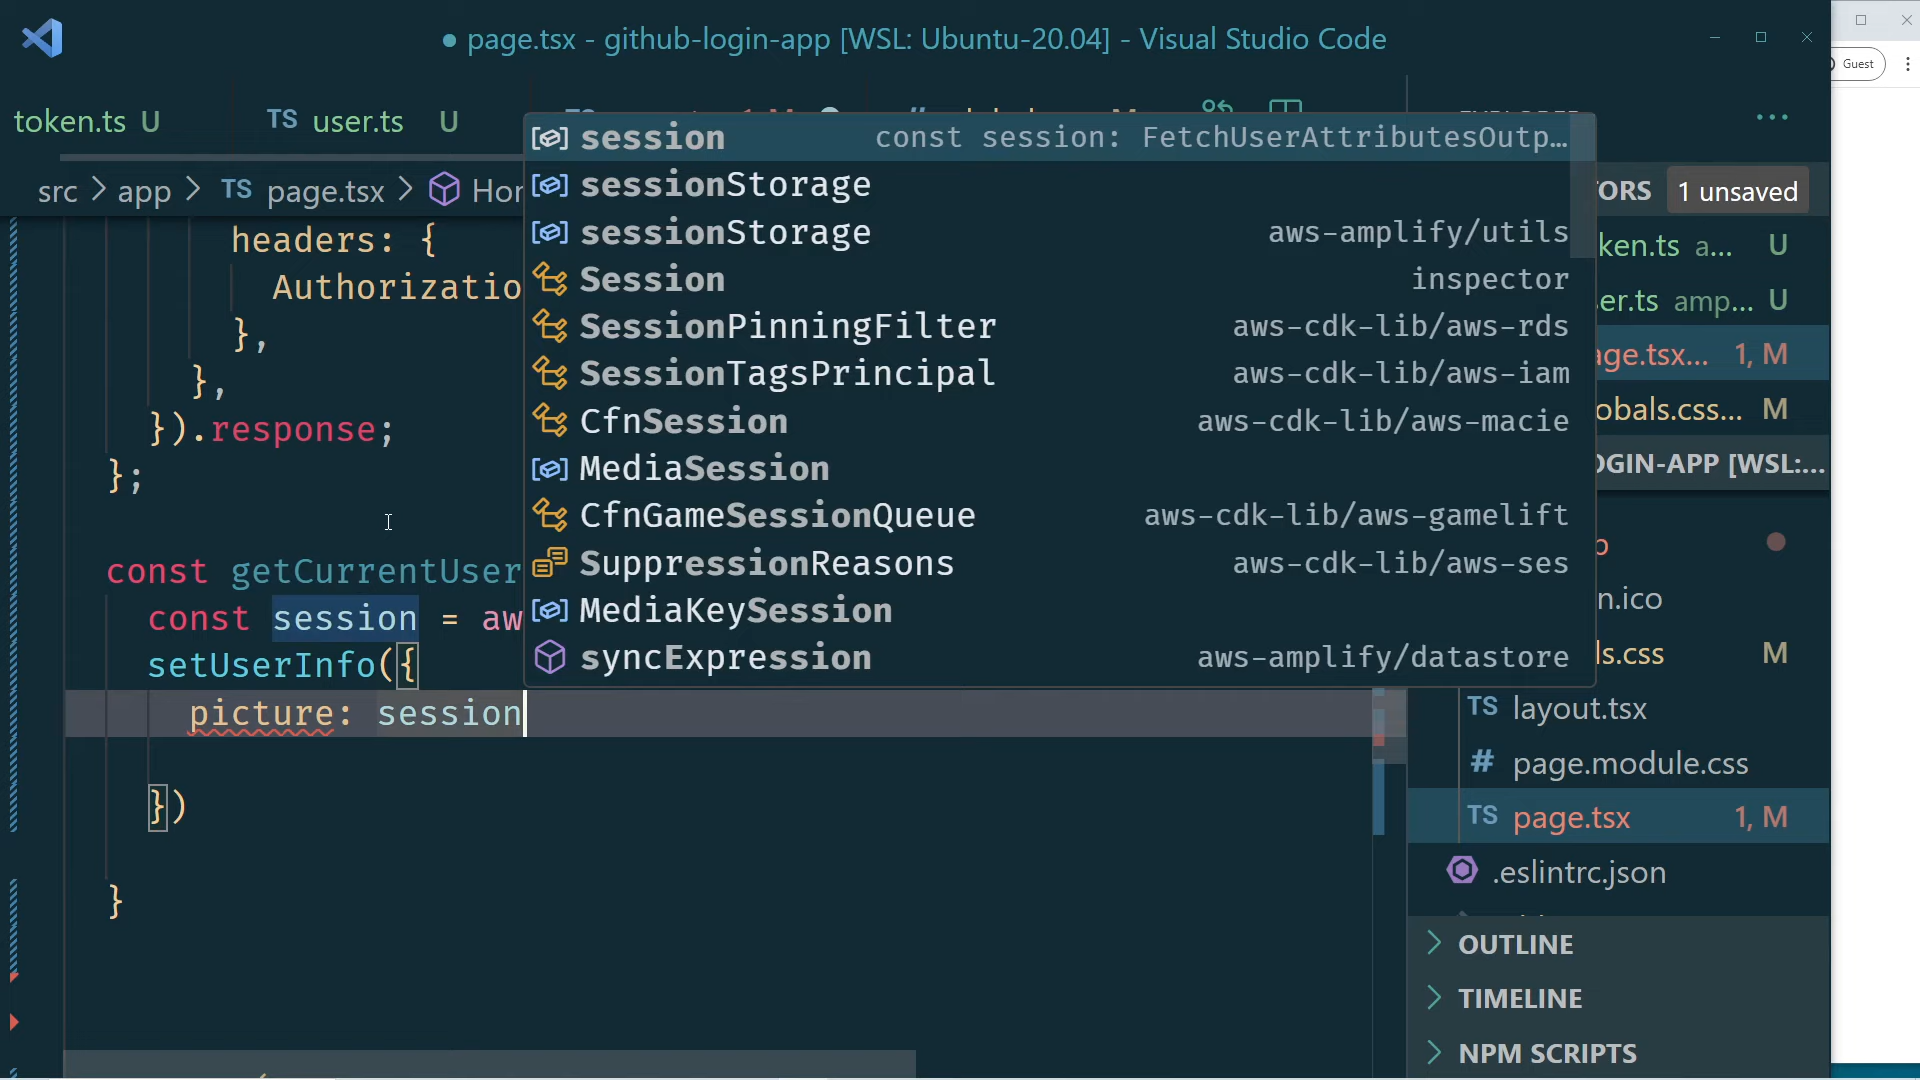 page.tsx - github-login-app [WSL: Ubuntu-20.04] - Visual Studio Code
Guest
token.ts U
TS user.ts U
src > app > TS page.tsx >
ORS 1 unsaved
headers: {
Authorizatio
},
},
}).response;
};
const getCurrentUser
const session = aw
setUserInfo({
picture: session
})
}
session const session: FetchUserAttributesOutp…
sessionStorage
sessionStorage aws-amplify/utils
Session inspector
SessionPinningFilter aws-cdk-lib/aws-rds
SessionTagsPrincipal aws-cdk-lib/aws-iam
CfnSession aws-cdk-lib/aws-macie
MediaSession
CfnGameSessionQueue aws-cdk-lib/aws-gamelift
SuppressionReasons aws-cdk-lib/aws-ses
MediaKeySession
syncExpression aws-amplify/datastore
ken.ts a... U
er.ts amp... U
age.tsx... 1, M
obals.css... M
OGIN-APP [WSL:...
n.ico
ls.css M
TS layout.tsx
# page.module.css
TS page.tsx 1, M
.eslintrc.json
OUTLINE
TIMELINE
NPM SCRIPTS